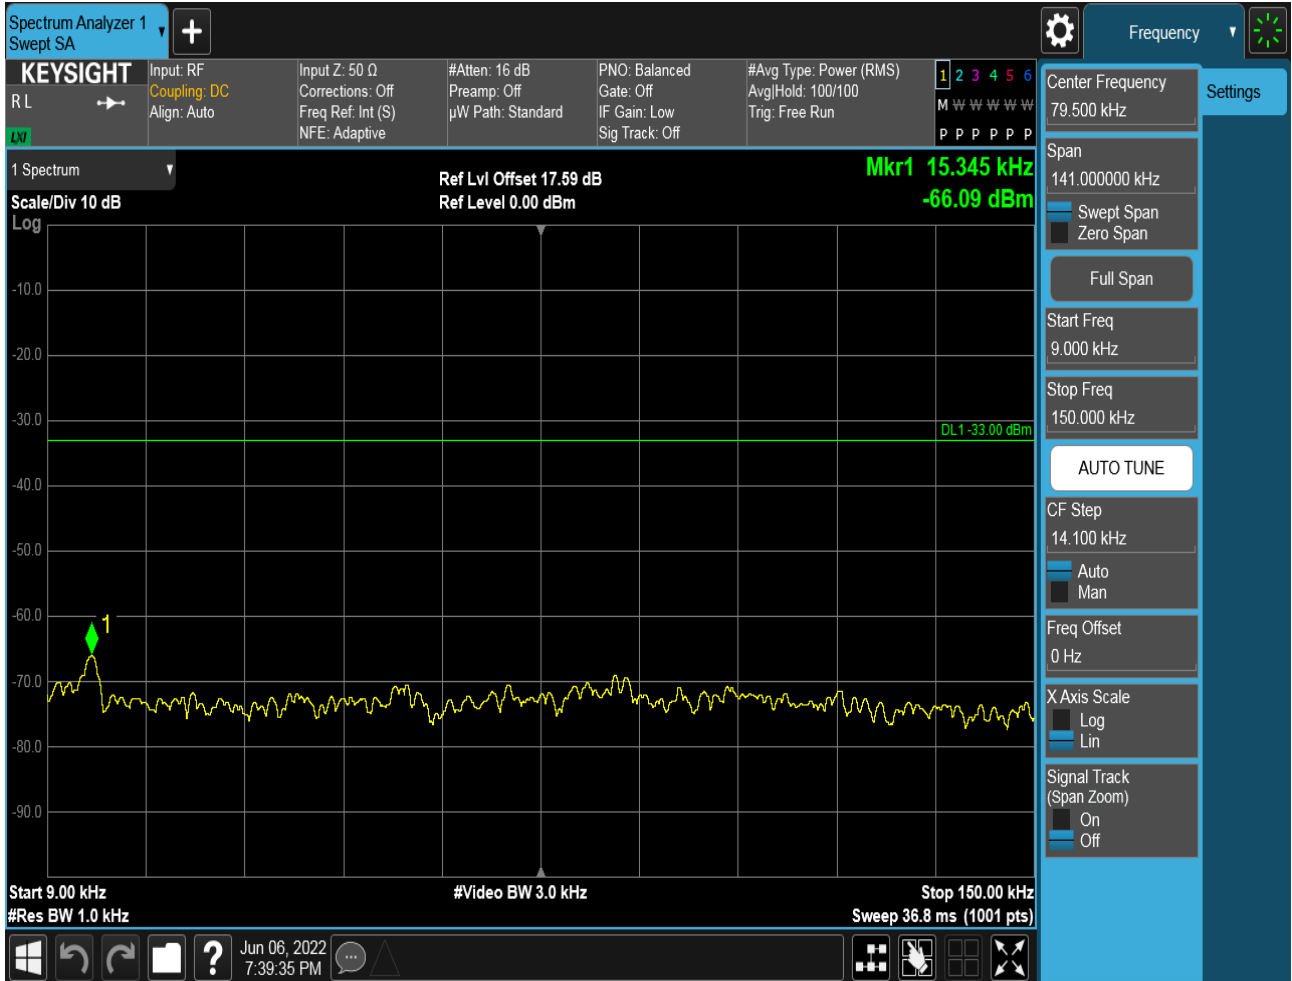 Spectrum Analyzer 1
Swept SA
Frequency
KEYSIGHT
R L
LXI
Input: RF
Coupling: DC
Align: Auto
Input Z: 50 Ω
Corrections: Off
Freq Ref: Int (S)
NFE: Adaptive
#Atten: 16 dB
Preamp: Off
µW Path: Standard
PNO: Balanced
Gate: Off
IF Gain: Low
Sig Track: Off
#Avg Type: Power (RMS)
Avg|Hold: 100/100
Trig: Free Run
1 2 3 4 5 6
M W W W W W
P P P P P P
1 Spectrum
Scale/Div 10 dB
Log
Ref Lvl Offset 17.59 dB
Ref Level 0.00 dBm
Mkr1 15.345 kHz
-66.09 dBm
-10.0
-20.0
-30.0
DL1 -33.00 dBm
-40.0
-50.0
-60.0
1
-70.0
-80.0
-90.0
Start 9.00 kHz
#Res BW 1.0 kHz
#Video BW 3.0 kHz
Stop 150.00 kHz
Sweep 36.8 ms (1001 pts)
Center Frequency
79.500 kHz
Settings
Span
141.000000 kHz
Swept Span
Zero Span
Full Span
Start Freq
9.000 kHz
Stop Freq
150.000 kHz
AUTO TUNE
CF Step
14.100 kHz
Auto
Man
Freq Offset
0 Hz
X Axis Scale
Log
Lin
Signal Track
(Span Zoom)
On
Off
?
Jun 06, 2022
7:39:35 PM